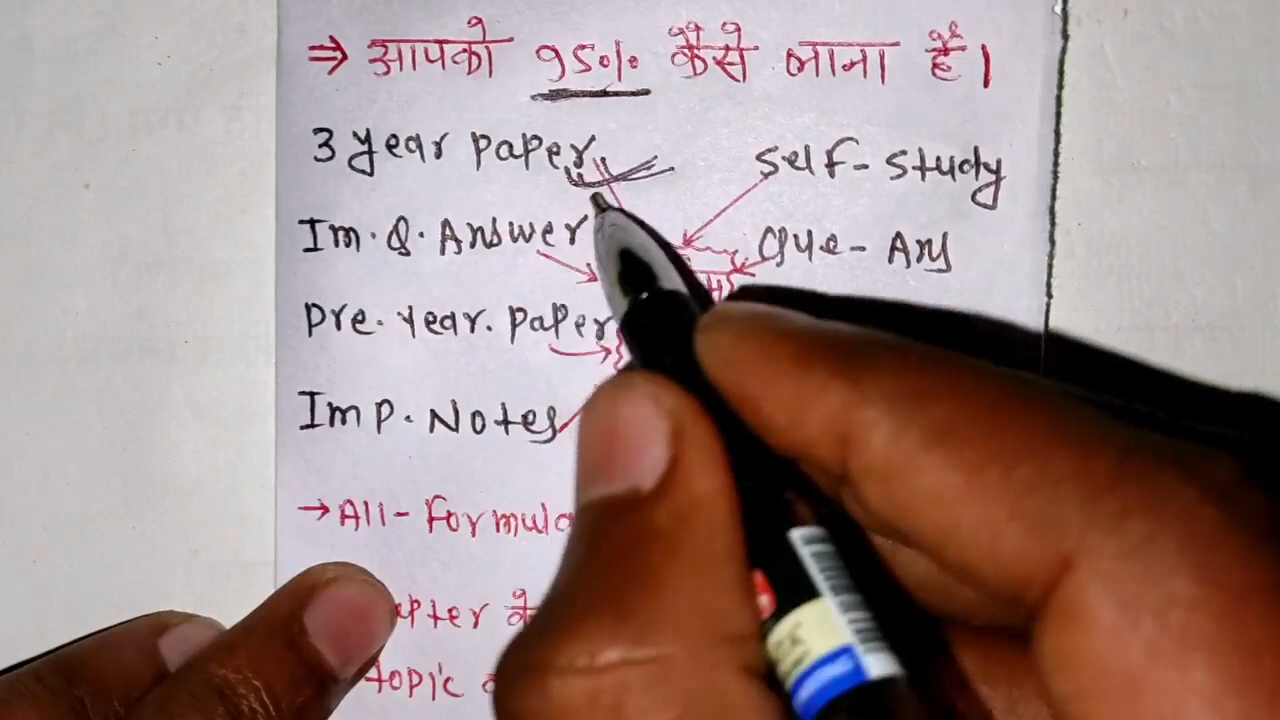 ⇒ आपको 95% कैसे लाना है।
3 year paper
Self-study
Im. Q. Answer
Que-Ans
Pre. Year. Paper
Imp. Notes
→ All-Formula
topic